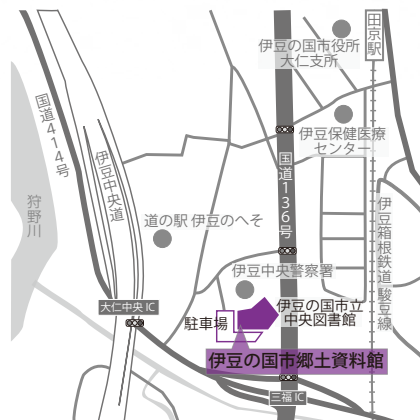 田京駅
伊豆の国市役所
大仁支所
国道414号
伊豆中央道
伊豆保健医療
センター
国道136号
狩野川
道の駅 伊豆のへそ
伊豆箱根鉄道 駿豆線
伊豆中央警察署
大仁中央 IC
駐車場
伊豆の国市立
中央図書館
伊豆の国市郷土資料館
三福 IC